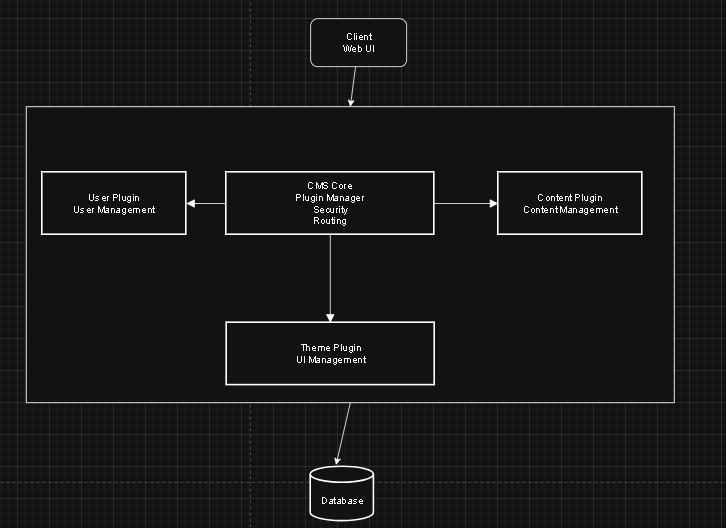 Client
Web UI
User Plugin
User Management
CMS Core
Plugin Manager
Security
Routing
Content Plugin
Content Management
Theme Plugin
UI Management
Database